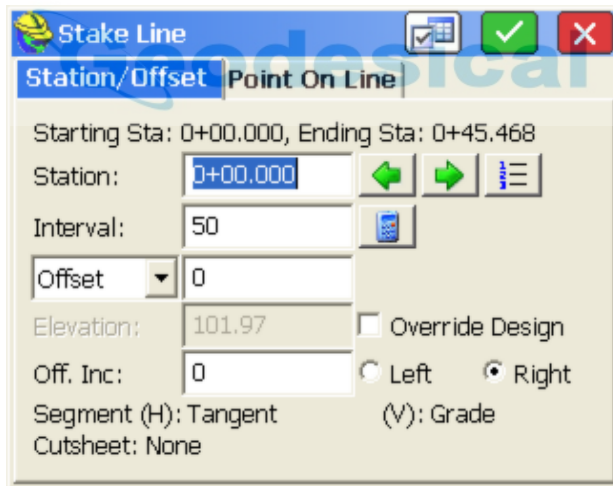 Stake Line
Geodesical
Station/Offset Point On Line
Starting Sta: 0+00.000, Ending Sta: 0+45.468
Station: 0+00.000
Interval: 50
Offset 0
Elevation: 101.97 Override Design
Off. Inc: 0 Left Right
Segment (H): Tangent (V): Grade
Cutsheet: None